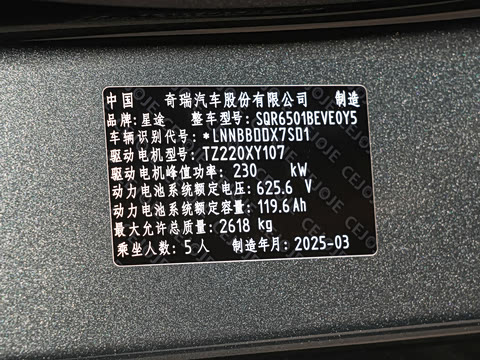 中国 奇瑞汽车股份有限公司 制造
品牌:星途 整车型号:SQR6501BEVE0Y5
车辆识别代号:*LNNBBDDX7SD1
驱动电机型号:TZ220XY107
驱动电机峰值功率:230 kW
动力电池系统额定电压:625.6 V
动力电池系统额定容量:119.6Ah
最大允许总质量:2618 kg
乘坐人数:5人 制造年月:2025-03